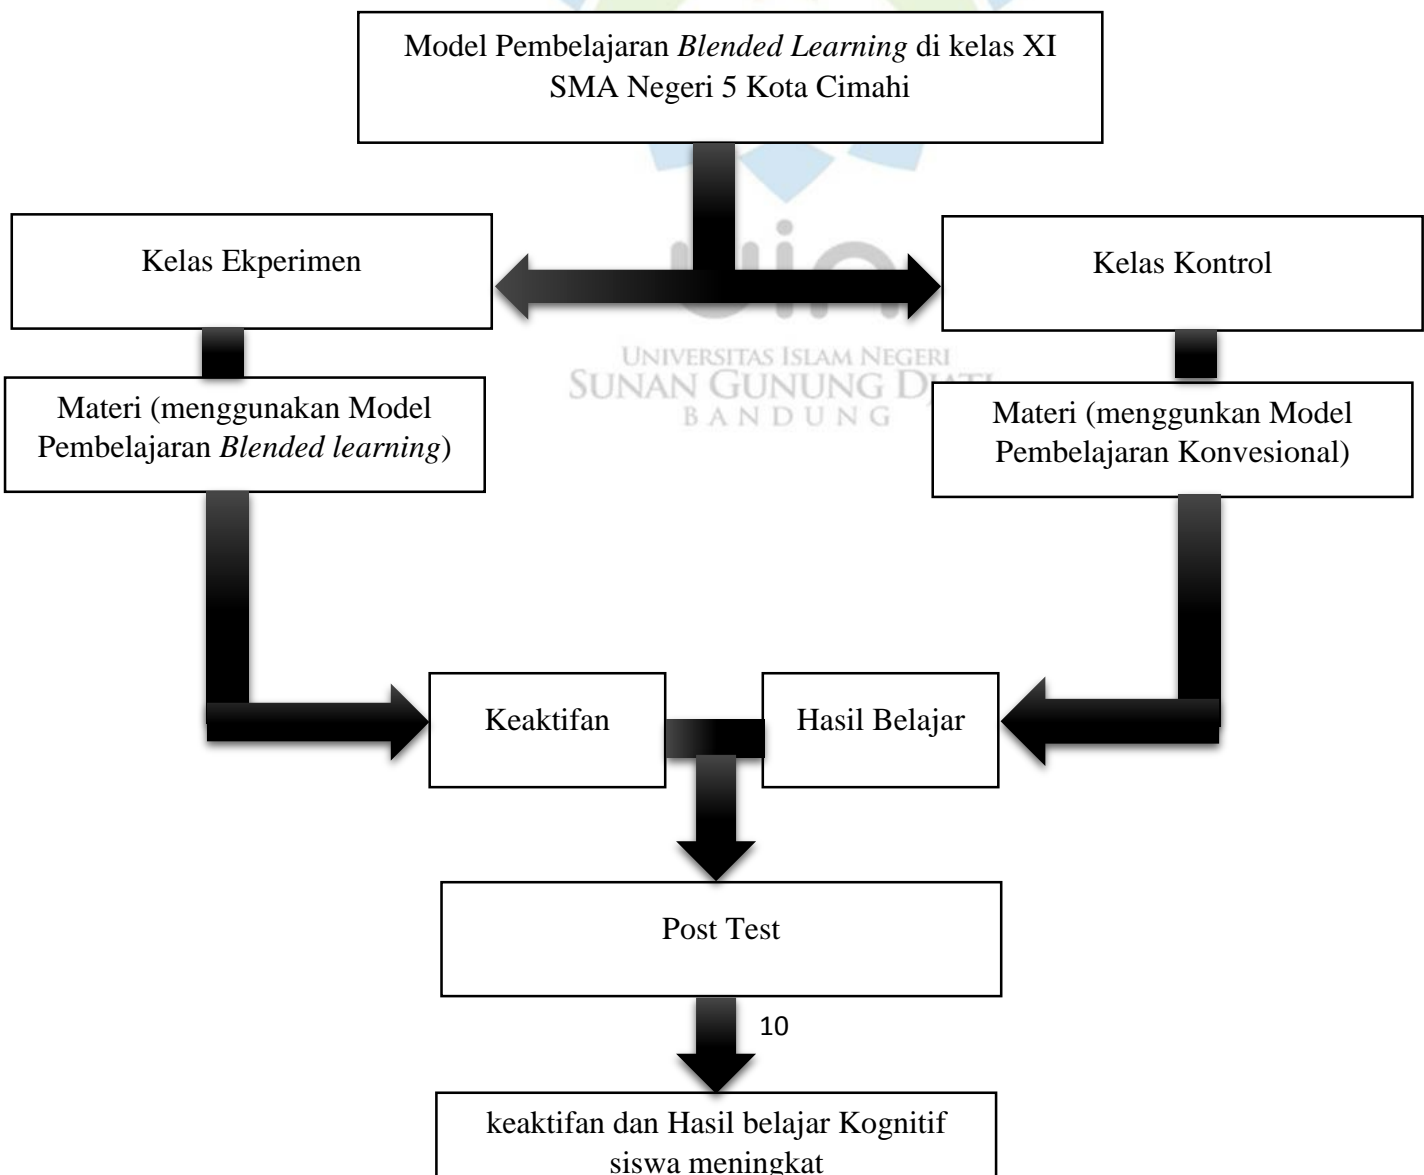 Model Pembelajaran Blended Learning di kelas XI
SMA Negeri 5 Kota Cimahi
Kelas Ekperimen
Kelas Kontrol
UNIVERSITAS ISLAM NEGERI
SUNAN GUNUNG DJATI
BANDUNG
uin
Materi (menggunakan Model
Pembelajaran Blended learning)
Materi (menggunkan Model
Pembelajaran Konvesional)
Keaktifan
Hasil Belajar
Post Test
10
keaktifan dan Hasil belajar Kognitif
siswa meningkat